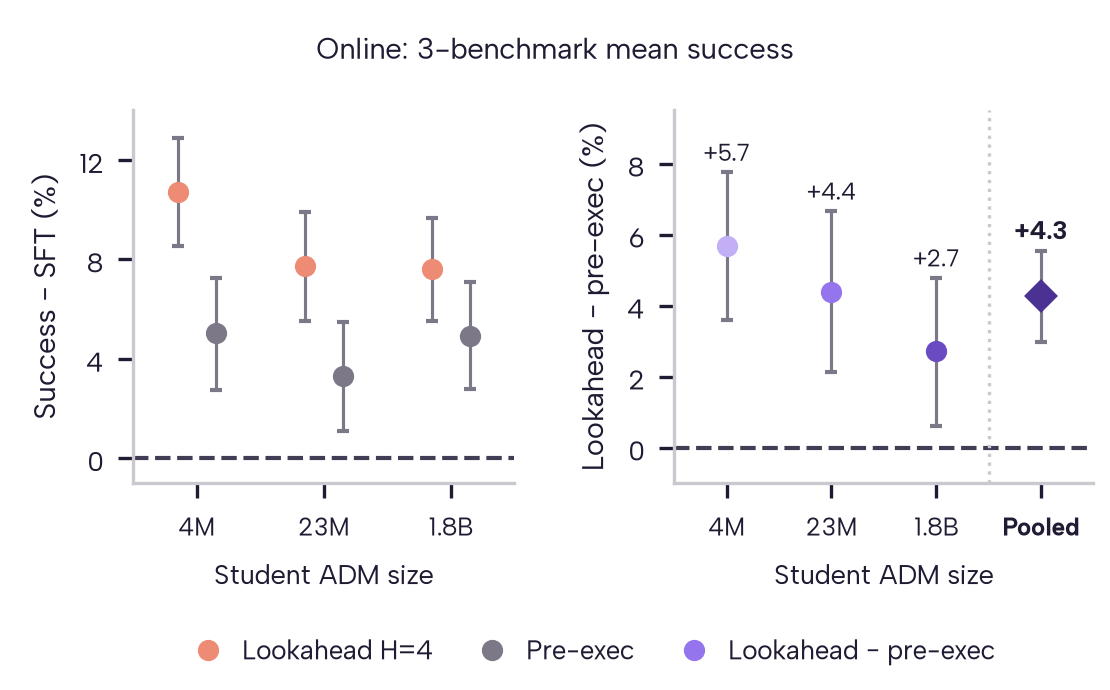 Online: 3-benchmark mean success
Success - SFT (%)
12
8
4
0
4M
23M
1.8B
Student ADM size
Lookahead - pre-exec (%)
8
6
4
2
0
+5.7
+4.4
+2.7
+4.3
4M
23M
1.8B
Pooled
Student ADM size
Lookahead H=4
Pre-exec
Lookahead - pre-exec